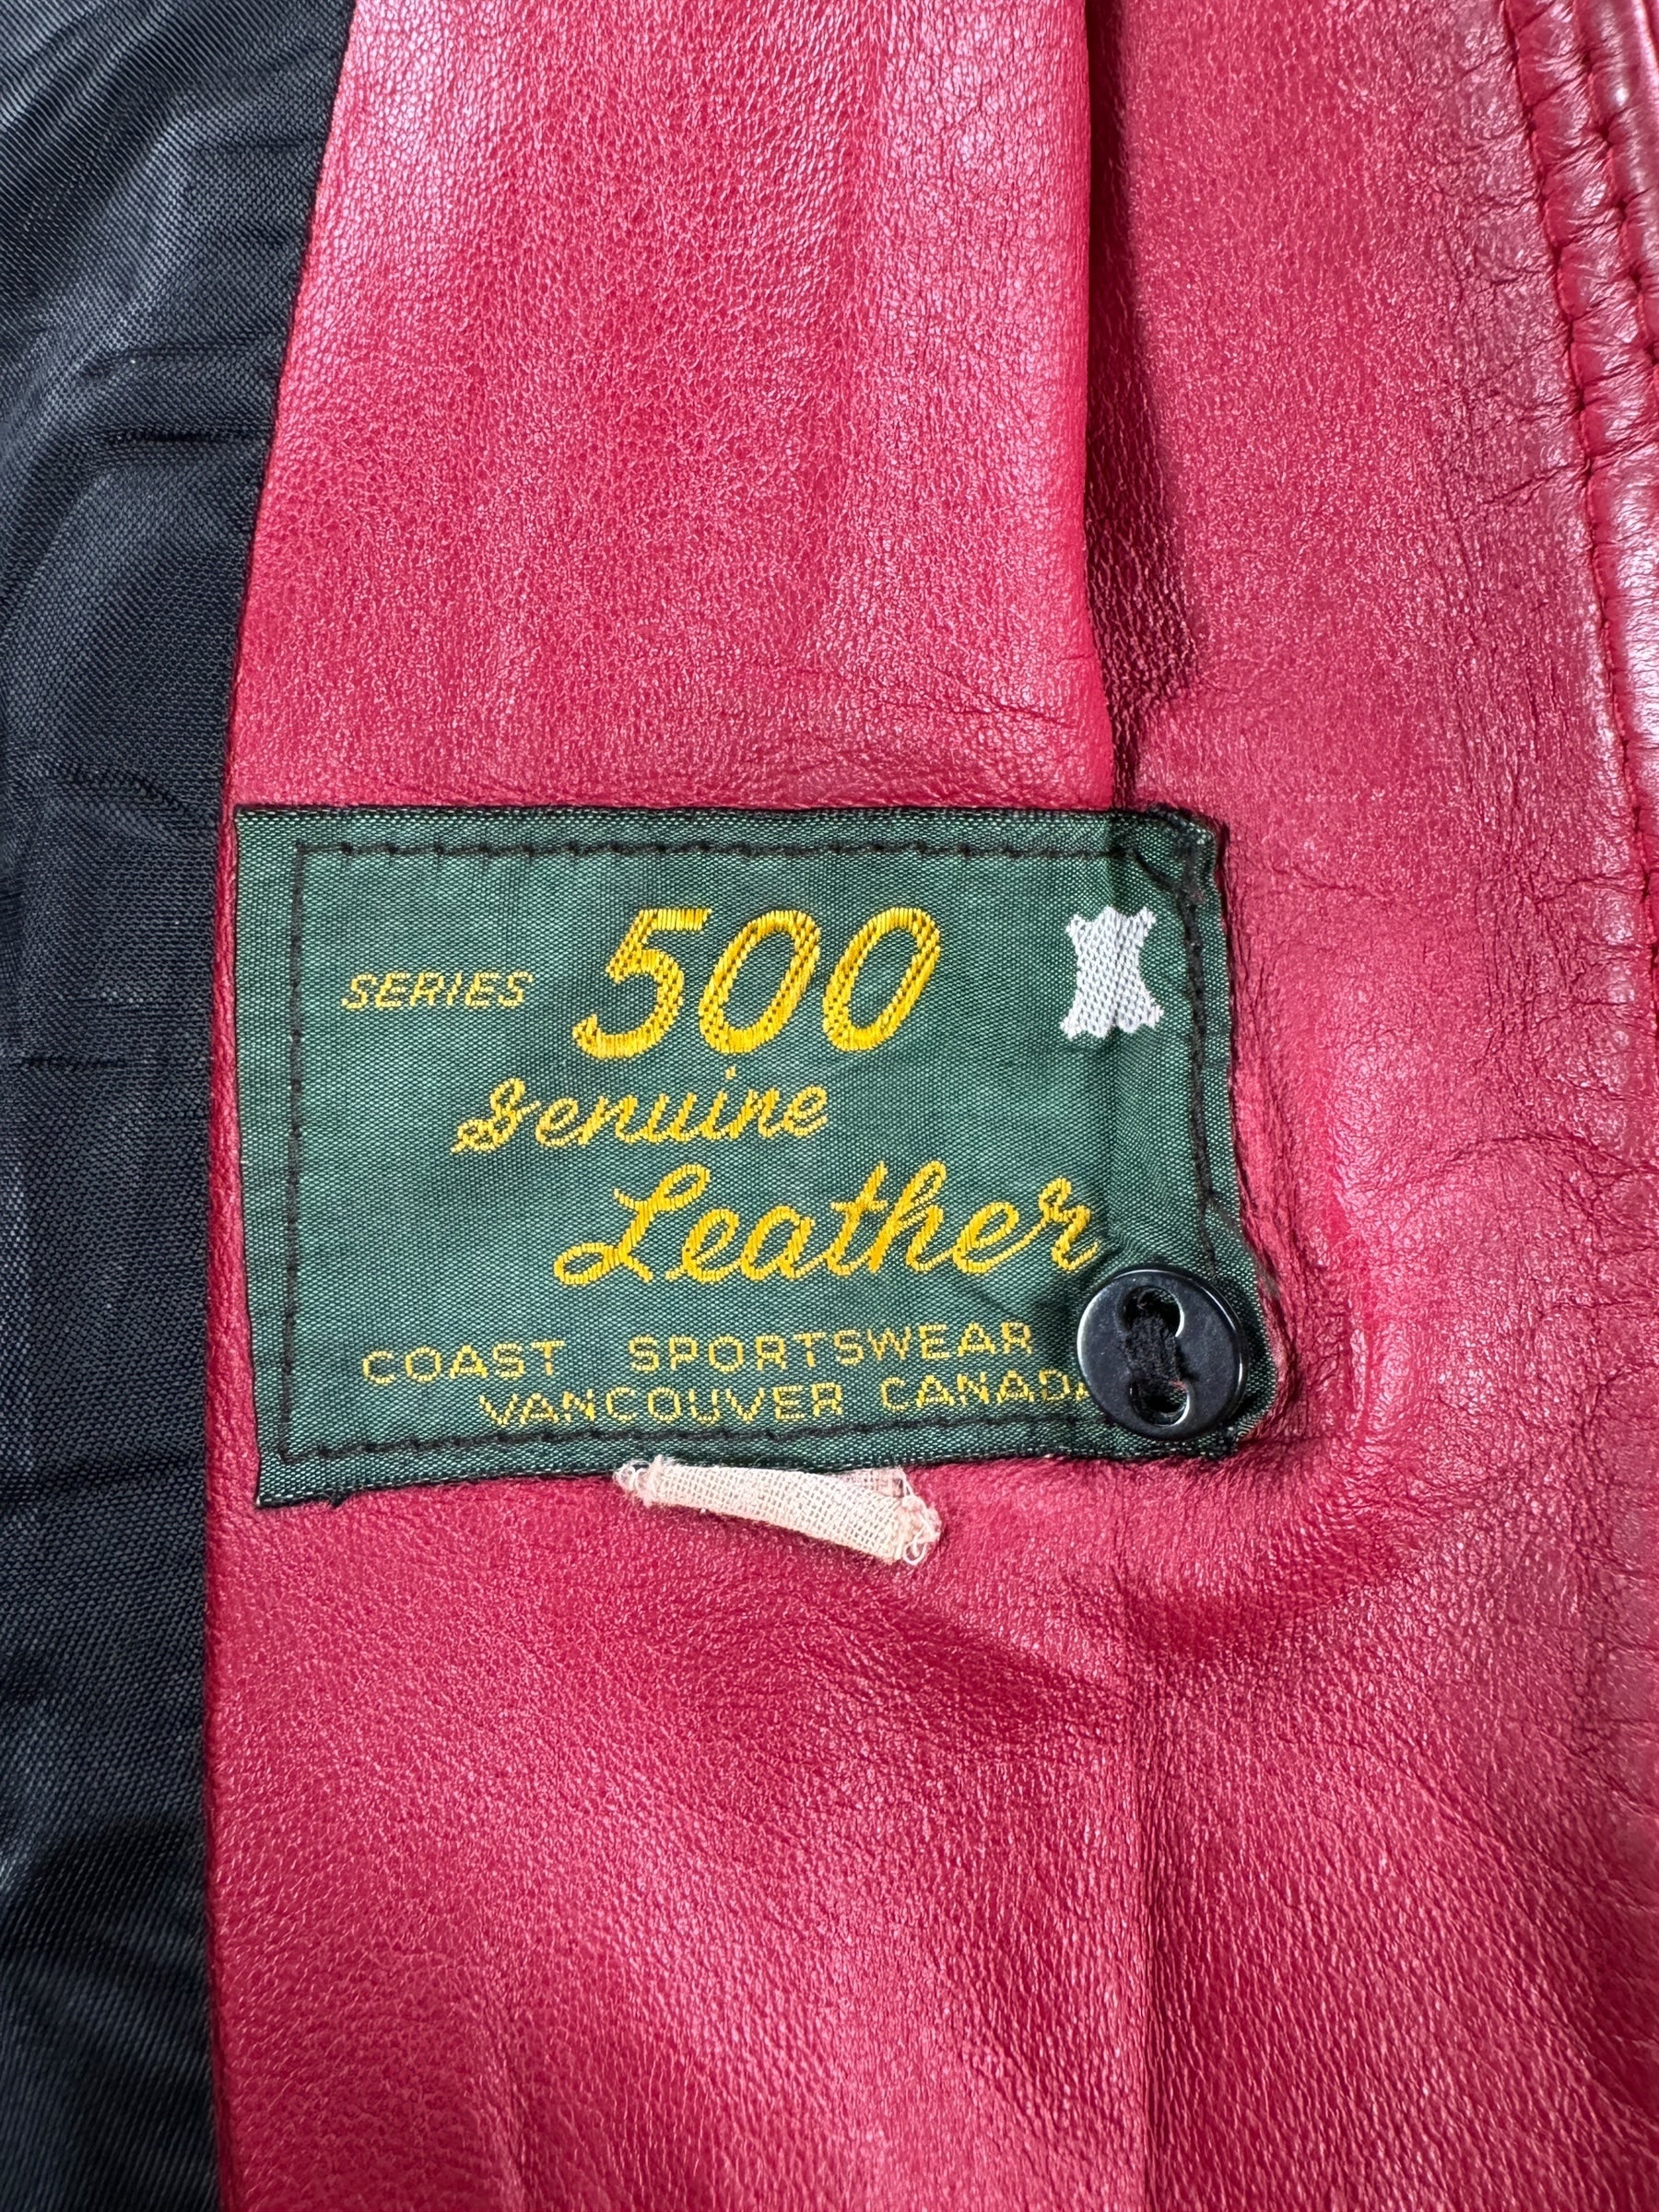 SERIES 500
Genuine
Leather
COAST SPORTSWEAR
VANCOUVER CANADA